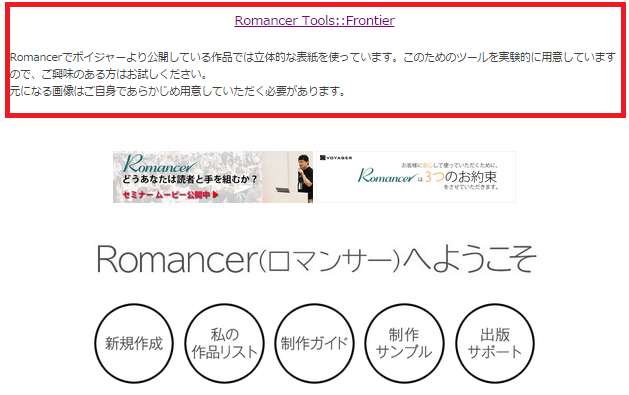 Romancer Tools::Frontier
Romancerでボイジャーより公開している作品では立体的な表紙を使っています。このためのツールを実験的に用意しています
ので、ご興味のある方はお試しください。
元になる画像はご自身であらかじめ用意していただく必要があります。
Romancer
どうあなたは読者と手を組むか？
セミナームービー公開中▶
VOYAGER
お客様に安心して使っていただくために、
Romancerは3つのお約束
をさせていただきます。
Romancer(ロマンサー)へようこそ
新規作成
私の
作品リスト
制作ガイド
制作
サンプル
出版
サポート